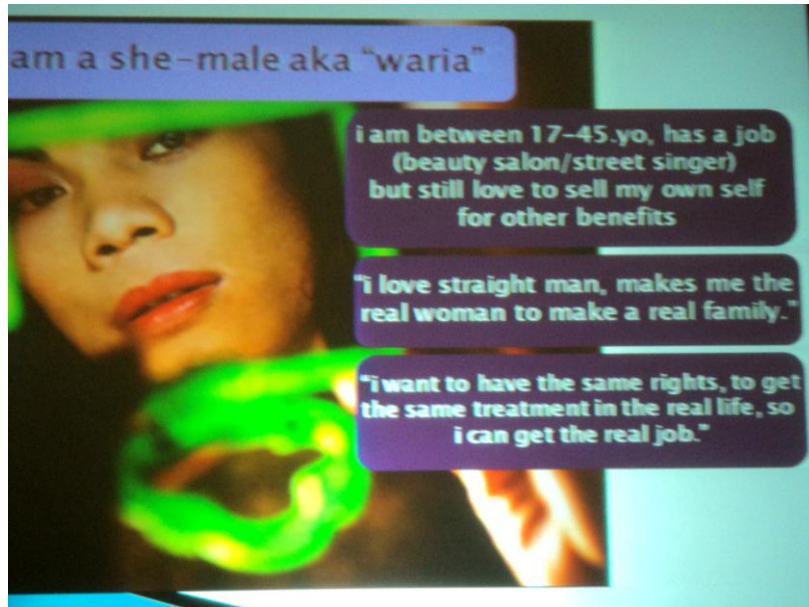 am a she-male aka "waria"
i am between 17-45.yo, has a job
(beauty salon/street singer)
but still love to sell my own self
for other benefits
"i love straight man, makes me the
real woman to make a real family."
"i want to have the same rights, to get
the same treatment in the real life, so
i can get the real job."